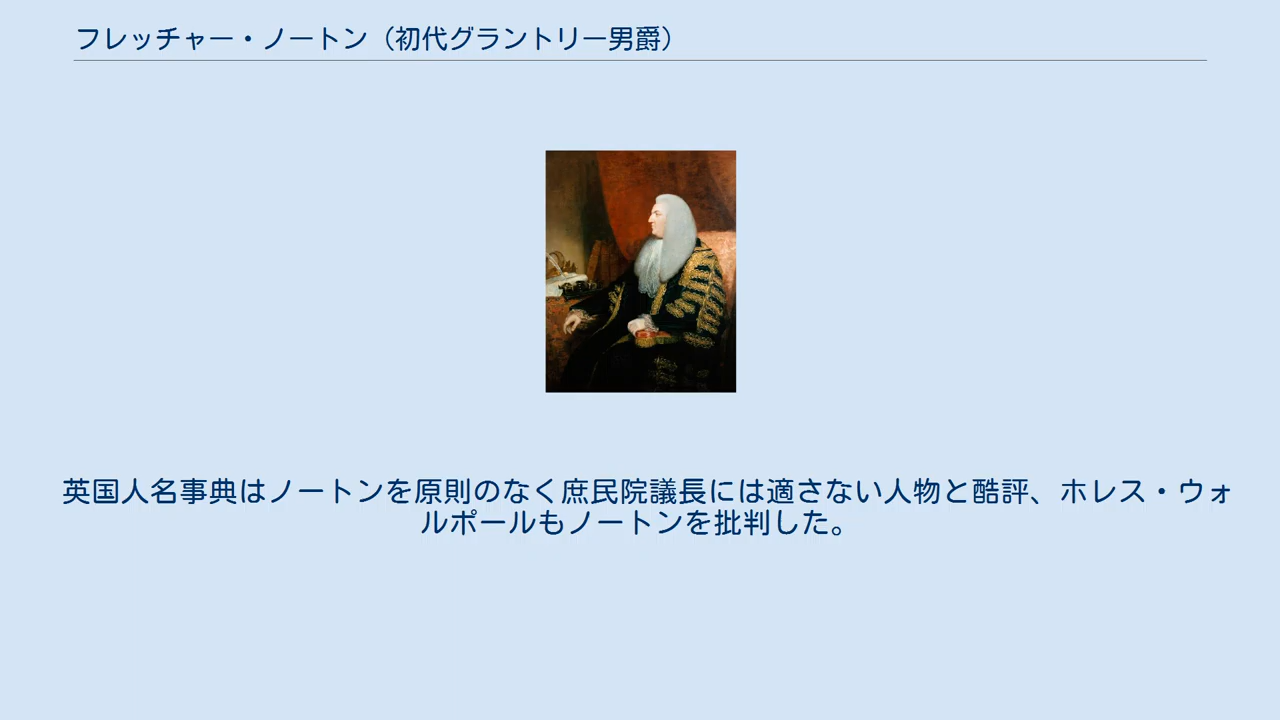 フレッチャー・ノートン（初代グラントリー男爵）
英国人名事典はノートンを原則のなく庶民院議長には適さない人物と酷評、ホレス・ウォ
ルポールもノートンを批判した。